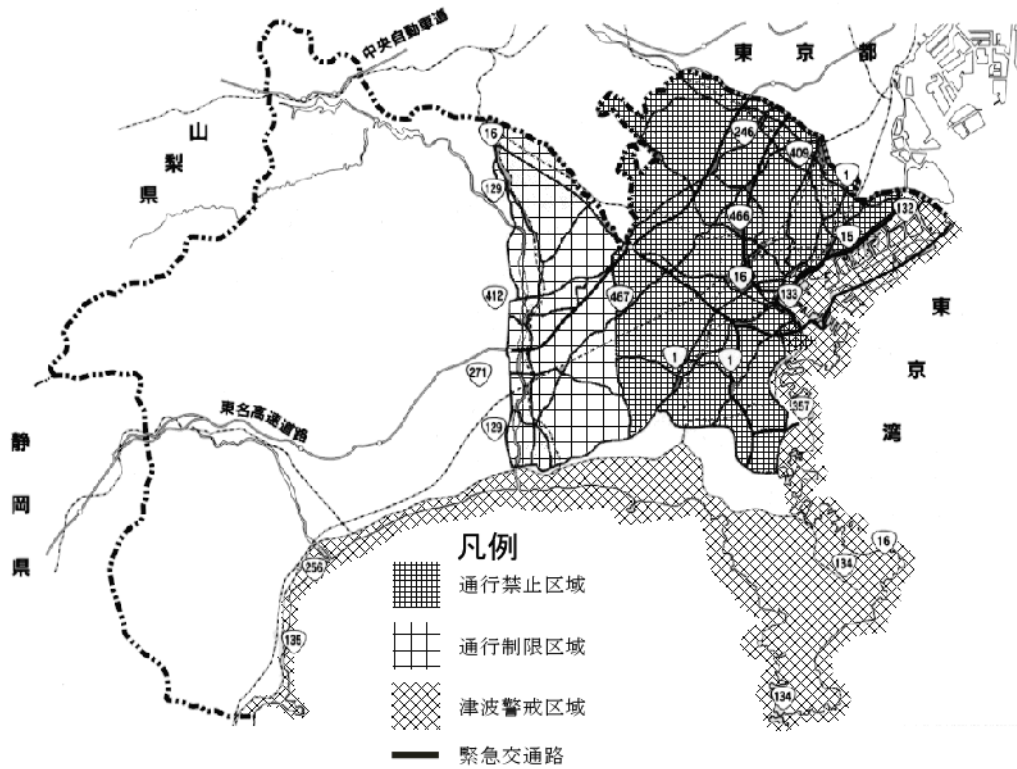 中央自動車道
東京都
山梨県
16
246
409
1
129
132
466
15
16
412
467
133
東京湾
1
1
271
357
東名高速道路
129
静岡県
凡例
16
256
134
通行禁止区域
135
通行制限区域
134
津波警戒区域
緊急交通路